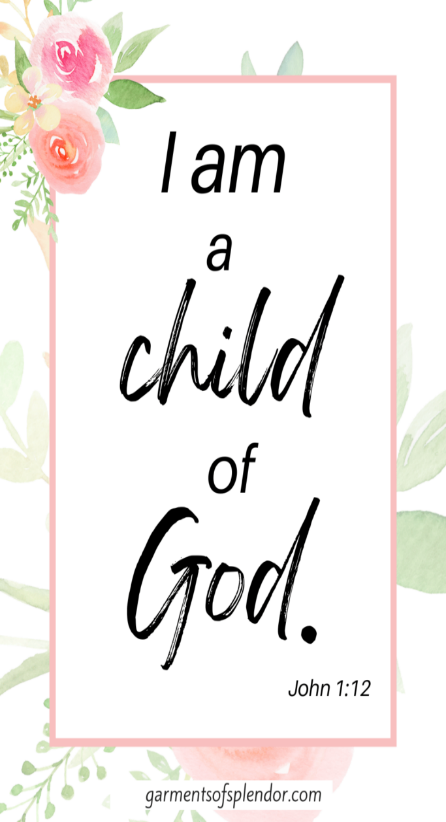 I am
a
child
of
God.
John 1:12
garmentsofsplendor.com